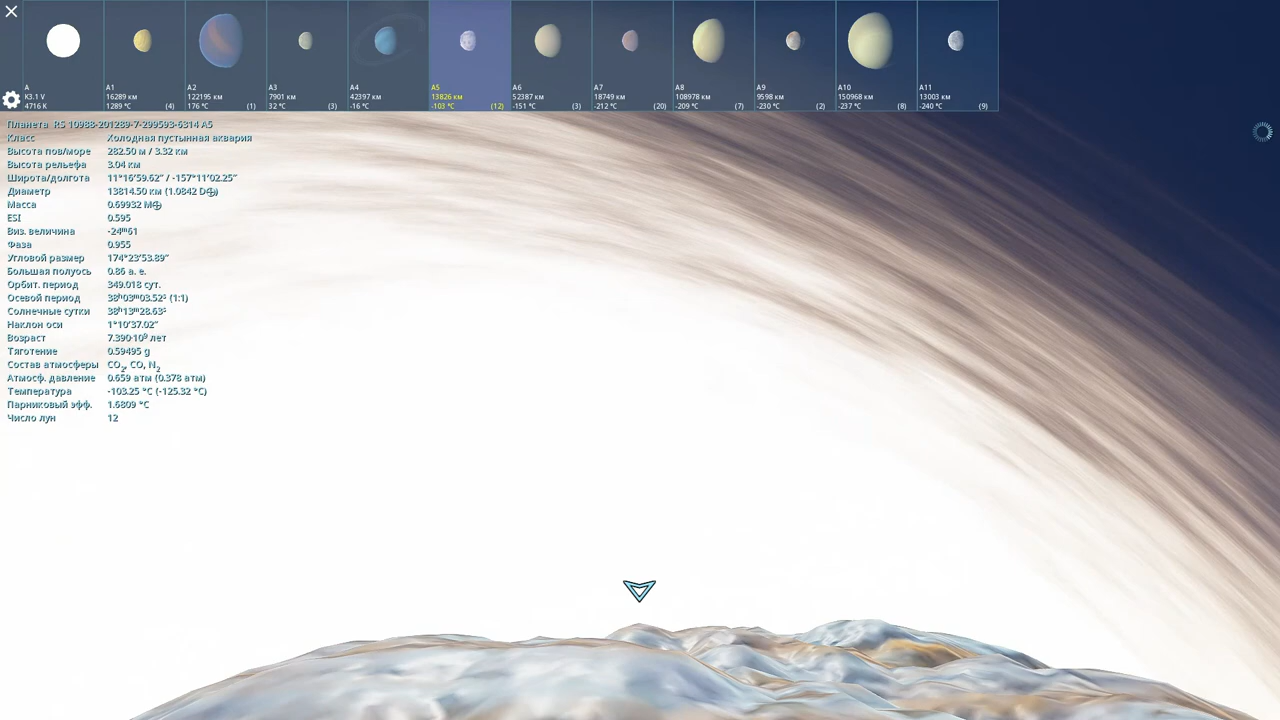 A
K3.1 V
4716 K
A1
16289 км
1289 °C (4)
A2
122195 км
176 °C (1)
A3
7901 км
32 °C (3)
A4
42397 км
-16 °C
A5
13826 км
-103 °C (12)
A6
52387 км
-151 °C (3)
A7
18749 км
-212 °C (20)
A8
108978 км
-209 °C (7)
A9
9598 км
-230 °C (2)
A10
150968 км
-237 °C (8)
A11
13003 км
-240 °C (9)
Планета RS 10988-201289-7-299593-6314 A5
Класс Холодная пустынная аквария
Высота пов/море 282.50 м / 3.32 км
Высота рельефа 3.04 км
Широта/долгота 11°16′59.62″ / -157°11′02.25″
Диаметр 13814.50 км (1.0842 D⊕)
Масса 0.69932 M⊕
ESI 0.595
Виз. величина -24ᵐ61
Фаза 0.955
Угловой размер 174°23′53.89″
Большая полуось 0.86 а. е.
Орбит. период 349.018 сут.
Осевой период 38ʰ03ᵐ03.52ˢ (1:1)
Солнечные сутки 38ʰ13ᵐ28.63ˢ
Наклон оси 1°10′37.02″
Возраст 7.390·10⁹ лет
Тяготение 0.59495 g
Состав атмосферы CO₂, CO, N₂
Атмосф. давление 0.659 атм (0.378 атм)
Температура -103.25 °C (-125.32 °C)
Парниковый эфф. 1.6809 °C
Число лун 12